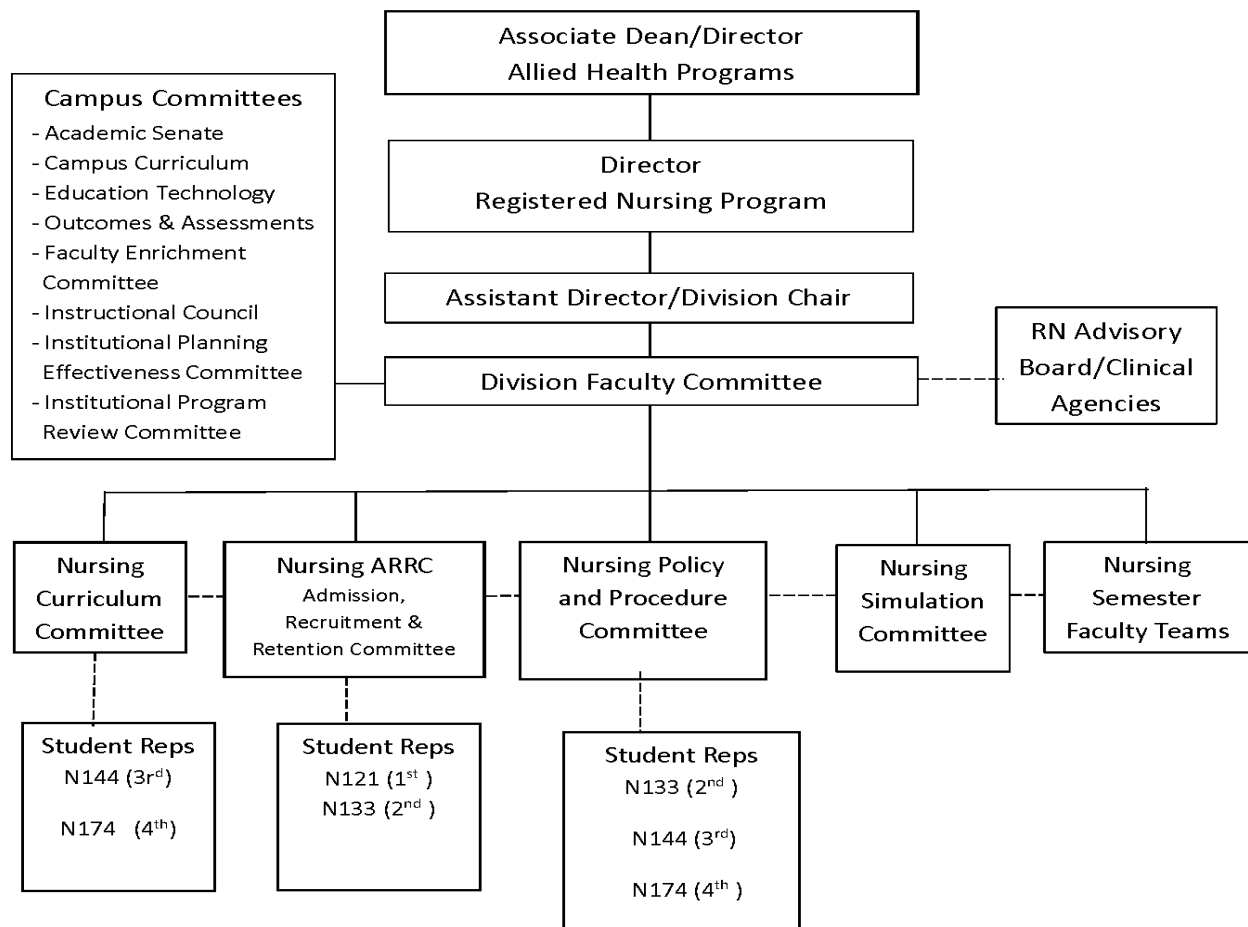 Associate Dean/Director
Allied Health Programs
Campus Committees
- Academic Senate
- Campus Curriculum
- Education Technology
- Outcomes & Assessments
- Faculty Enrichment
Committee
- Instructional Council
- Institutional Planning
Effectiveness Committee
- Institutional Program
Review Committee
Director
Registered Nursing Program
Assistant Director/Division Chair
Division Faculty Committee
RN Advisory
Board/Clinical
Agencies
Nursing
Curriculum
Committee
Nursing ARRC
Admission,
Recruitment &
Retention Committee
Nursing Policy
and Procedure
Committee
Nursing
Simulation
Committee
Nursing
Semester
Faculty Teams
Student Reps
N144 (3rd)
N174 (4th)
Student Reps
N121 (1st )
N133 (2nd )
Student Reps
N133 (2nd )
N144 (3rd)
N174 (4th )